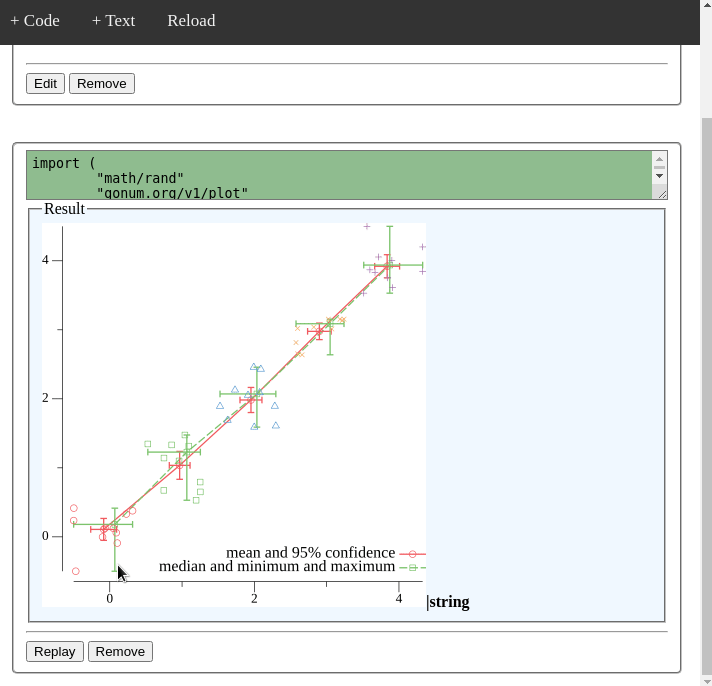 + Code + Text Reload
Edit Remove
import (
"math/rand"
"gonum.org/v1/plot"
Result
4
2
0
mean and 95% confidence
median and minimum and maximum
0 2 4
|string
Replay Remove